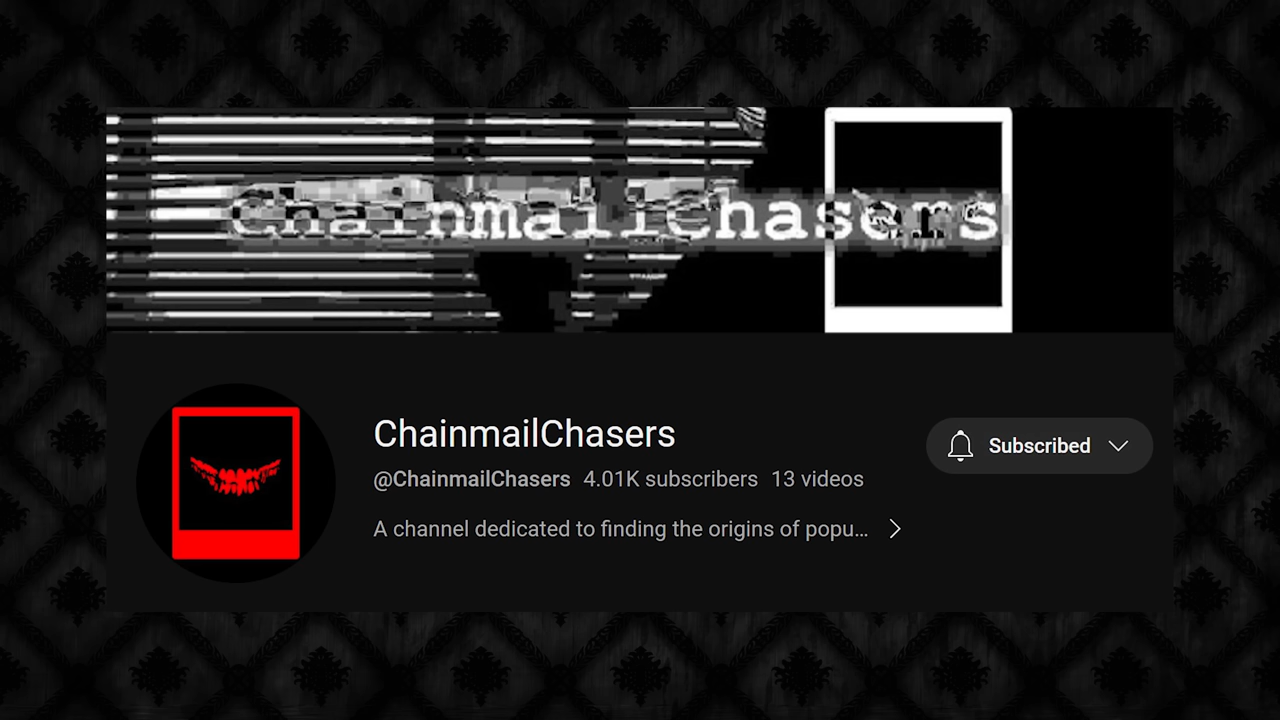 ChainmailChasers
ChainmailChasers
@ChainmailChasers 4.01K subscribers 13 videos
Subscribed
A channel dedicated to finding the origins of popu...